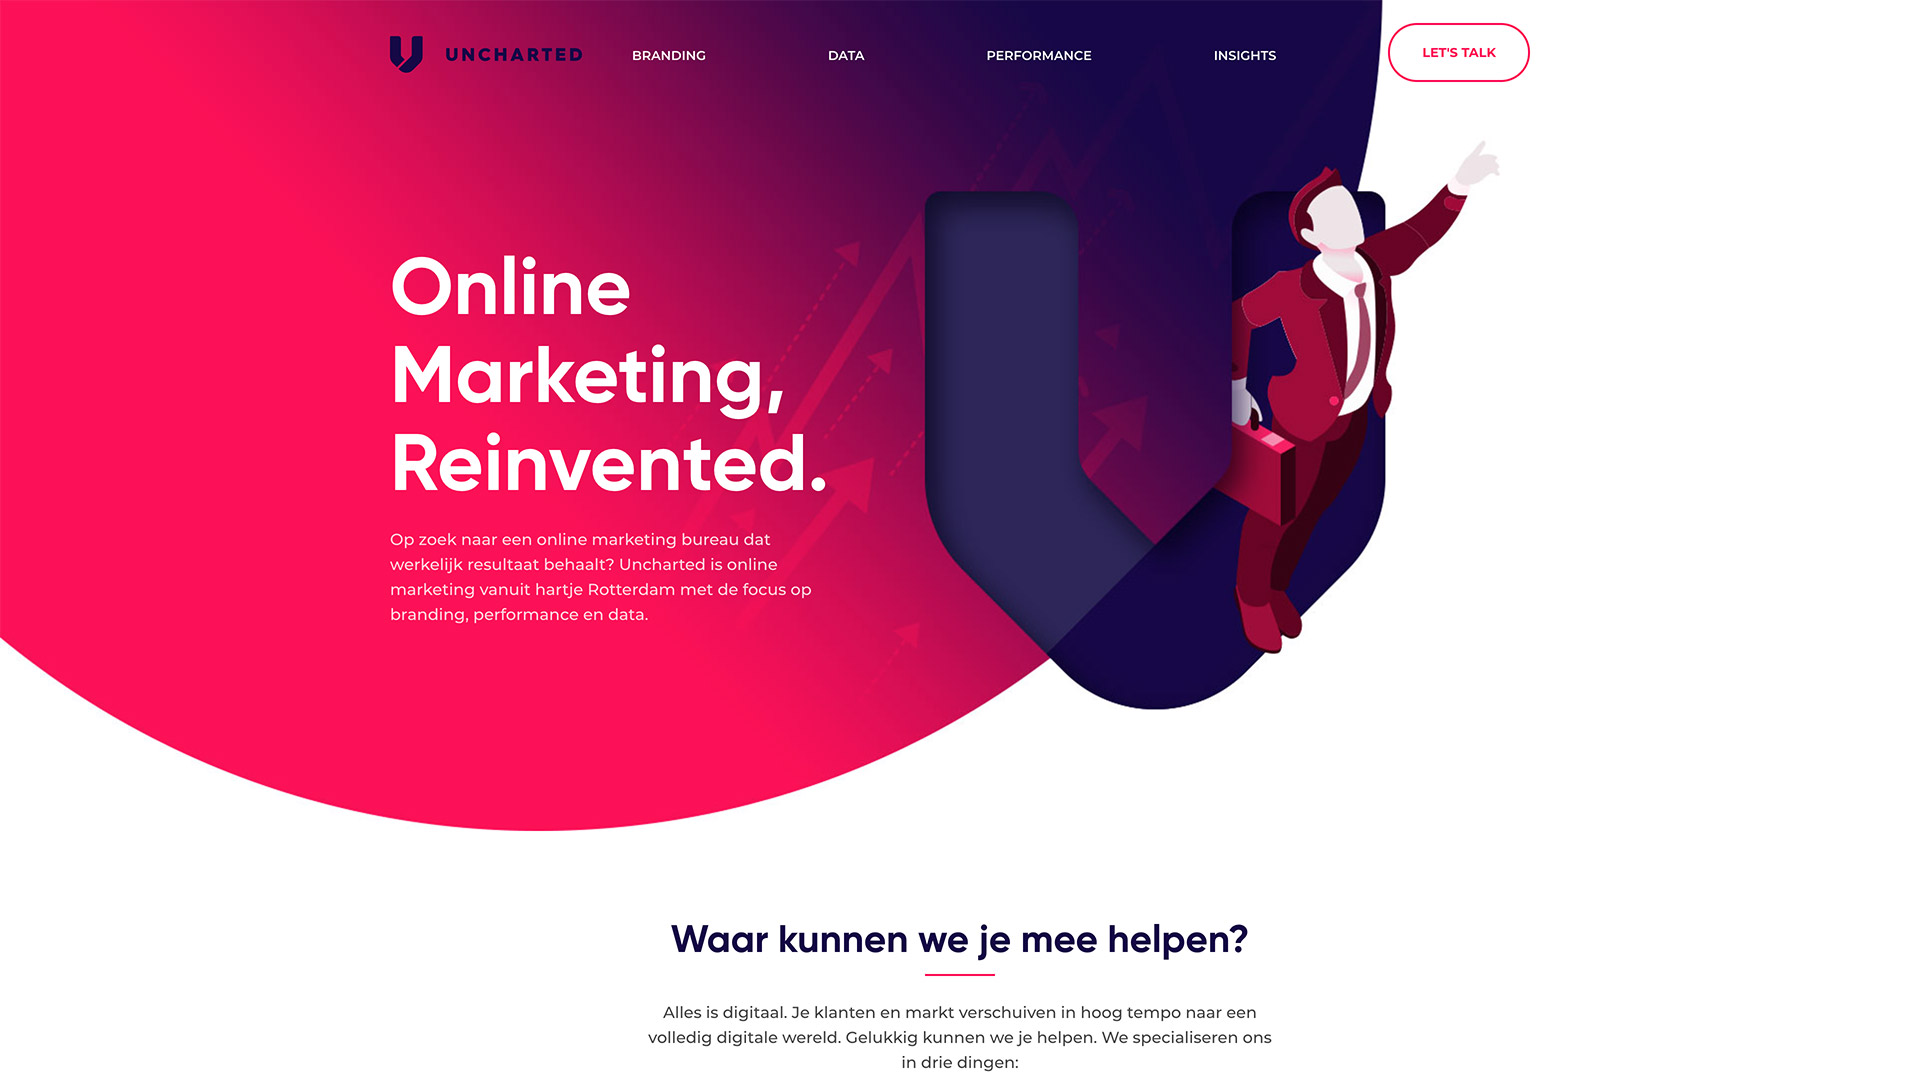 UNCHARTED
BRANDING
DATA
PERFORMANCE
INSIGHTS
LET'S TALK
Online
Marketing,
Reinvented.
Op zoek naar een online marketing bureau dat
werkelijk resultaat behaalt? Uncharted is online
marketing vanuit hartje Rotterdam met de focus op
branding, performance en data.
Waar kunnen we je mee helpen?
Alles is digitaal. Je klanten en markt verschuiven in hoog tempo naar een
volledig digitale wereld. Gelukkig kunnen we je helpen. We specialiseren ons
in drie dingen: